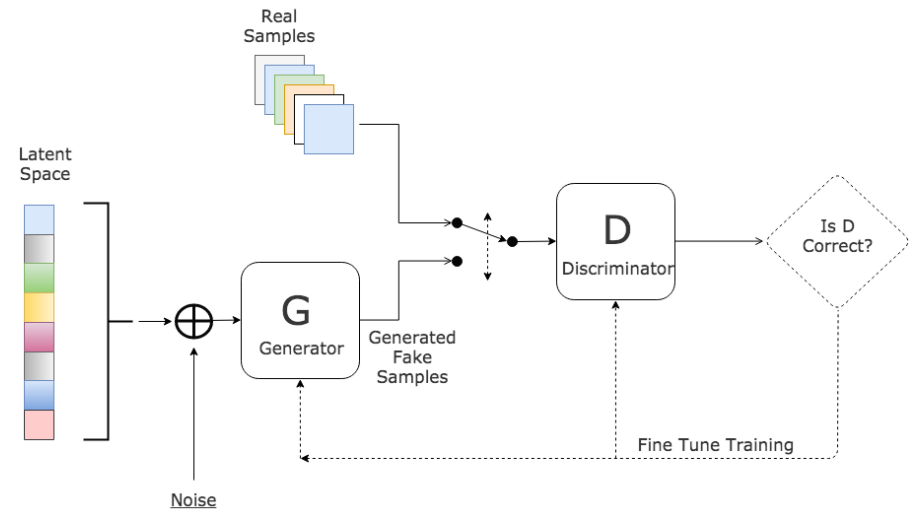 Real
Samples
Latent
Space
D
Discriminator
Is D
Correct?
G
Generator
Generated
Fake
Samples
Fine Tune Training
Noise